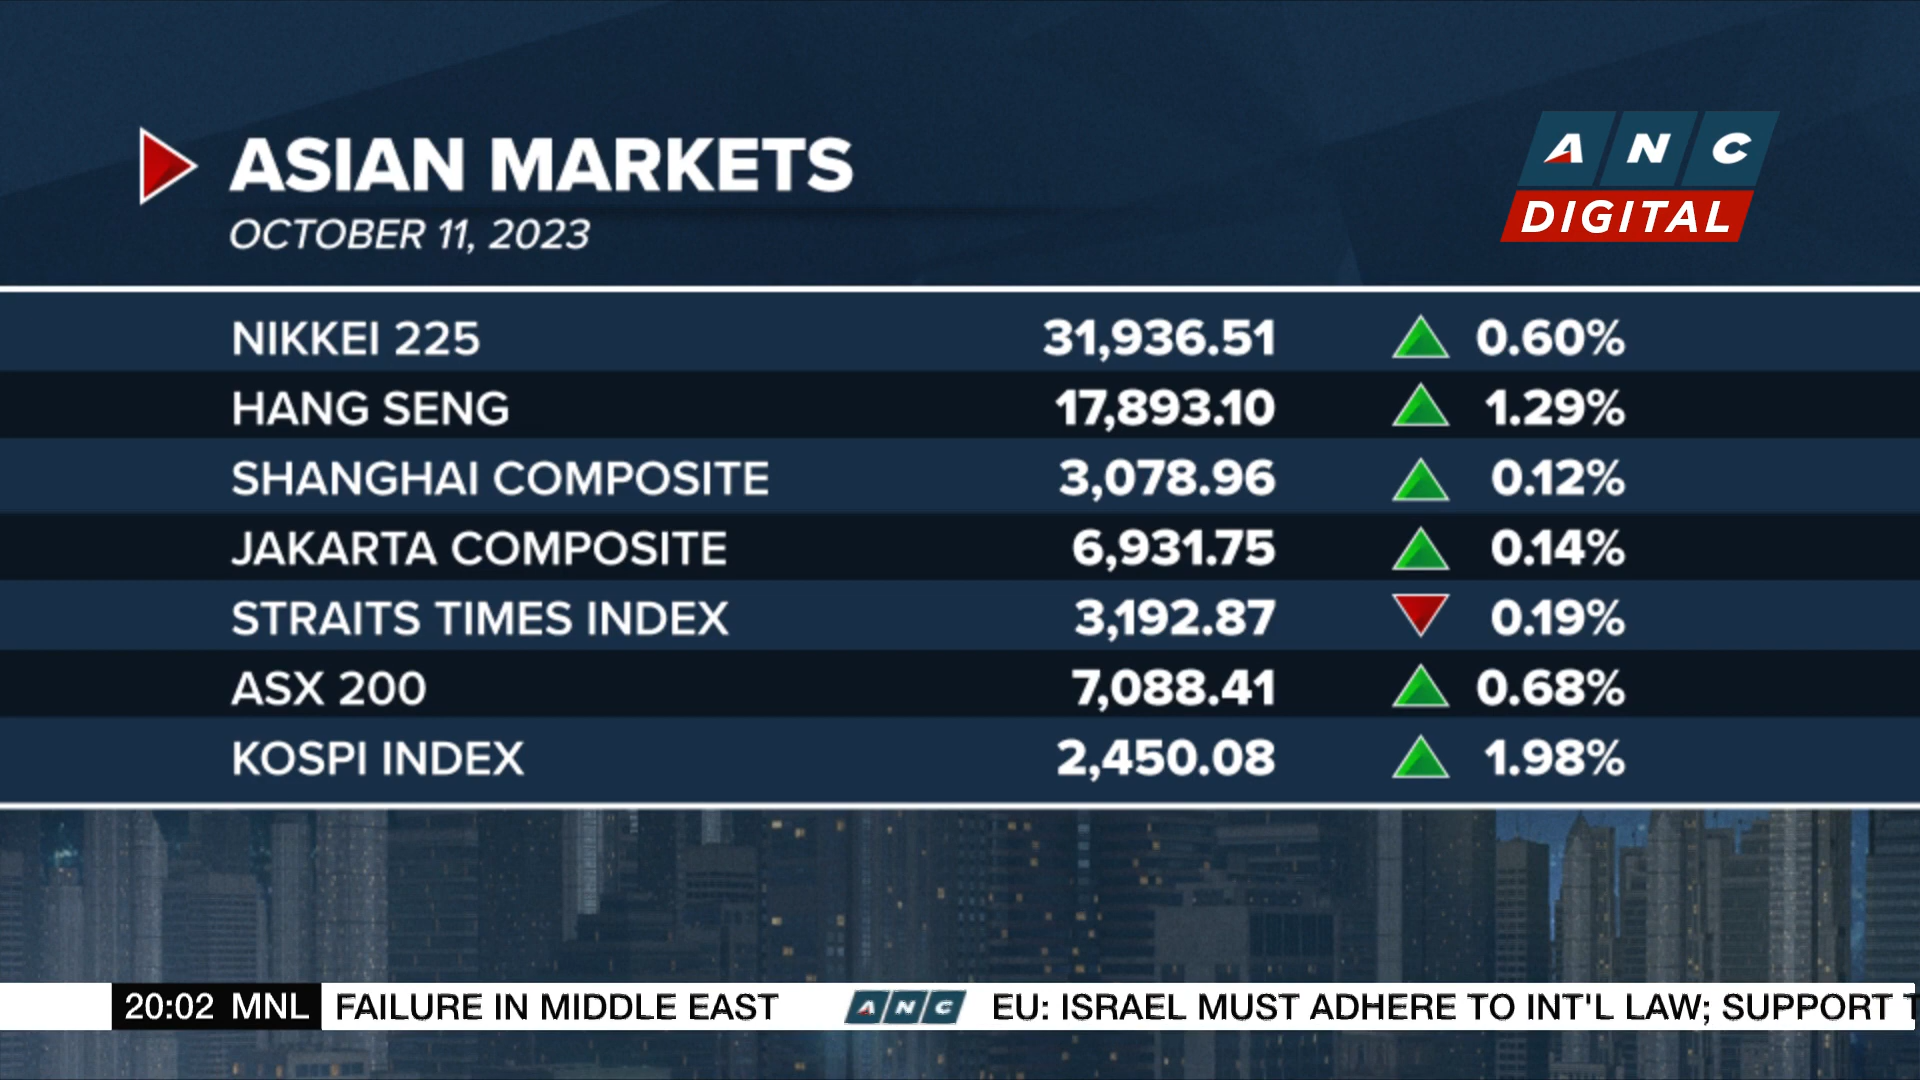 ASIAN MARKETS
OCTOBER 11, 2023
ANC
DIGITAL
NIKKEI 225 31,936.51 0.60%
HANG SENG 17,893.10 1.29%
SHANGHAI COMPOSITE 3,078.96 0.12%
JAKARTA COMPOSITE 6,931.75 0.14%
STRAITS TIMES INDEX 3,192.87 0.19%
ASX 200 7,088.41 0.68%
KOSPI INDEX 2,450.08 1.98%
20:02 MNL FAILURE IN MIDDLE EAST ANC EU: ISRAEL MUST ADHERE TO INT'L LAW; SUPPORT